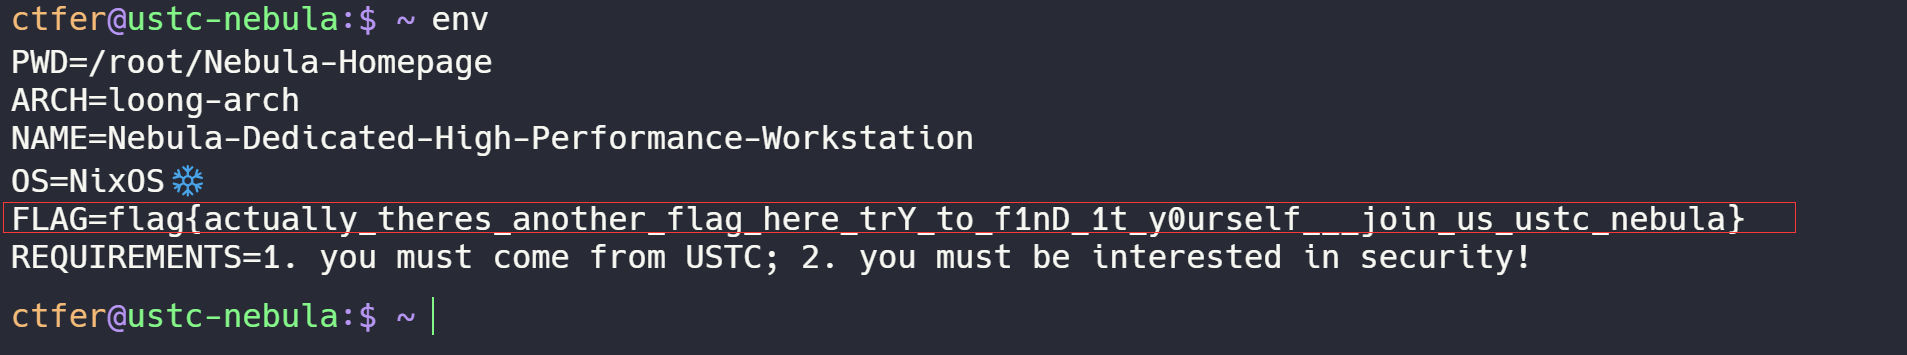 ctfer@ustc-nebula:$ ~ env
PWD=/root/Nebula-Homepage
ARCH=loong-arch
NAME=Nebula-Dedicated-High-Performance-Workstation
OS=NixOS❄️
FLAG=flag{actually_theres_another_flag_here_trY_to_f1nD_1t_y0urself___join_us_ustc_nebula}
REQUIREMENTS=1. you must come from USTC; 2. you must be interested in security!
ctfer@ustc-nebula:$ ~